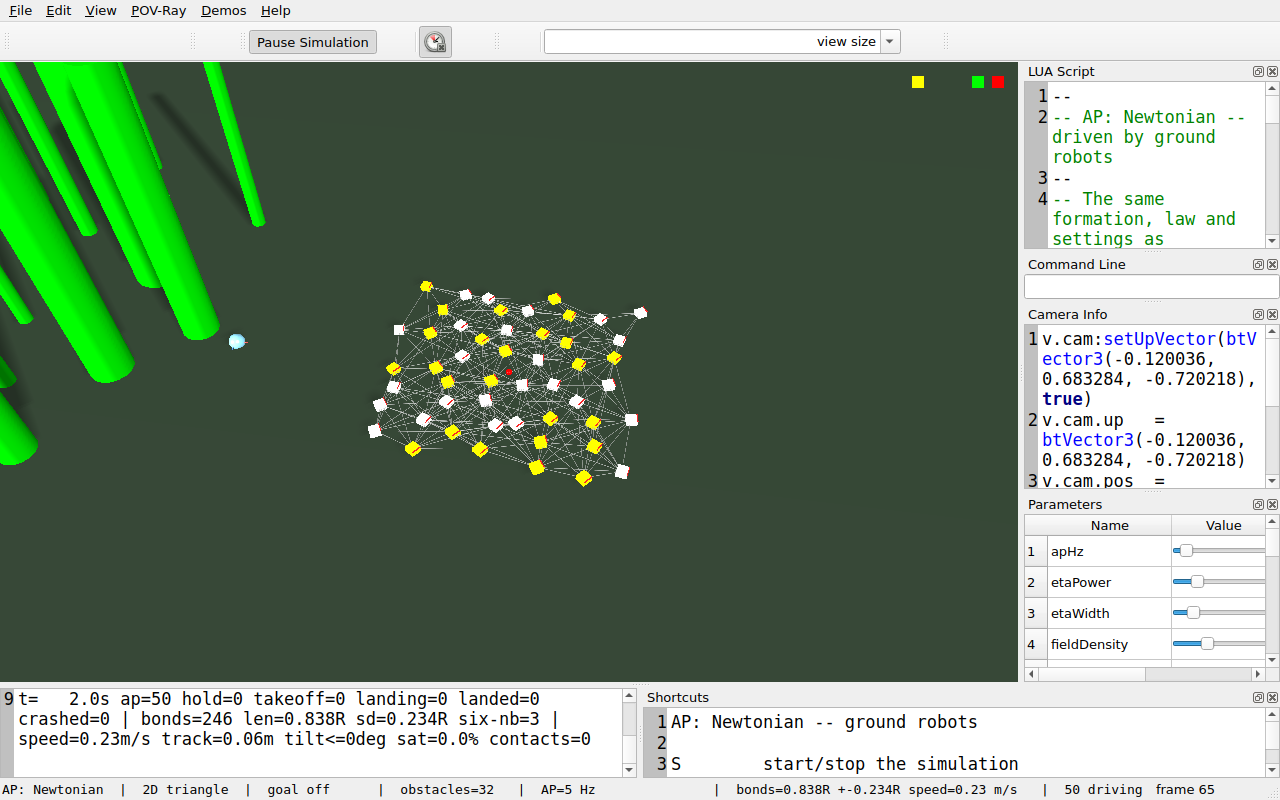 File Edit View POV-Ray Demos Help
Pause Simulation
view size
LUA Script
1 --
2 -- AP: Newtonian --
driven by ground
robots
3 --
4 -- The same
formation, law and
settings as
Command Line
Camera Info
1 v.cam:setUpVector(btV
ector3(-0.120036,
0.683284, -0.720218),
true)
2 v.cam.up   =
btVector3(-0.120036,
0.683284, -0.720218)
3 v.cam.pos  =
Parameters
Name Value
1 apHz
2 etaPower
3 etaWidth
4 fieldDensity
9 t=   2.0s ap=50 hold=0 takeoff=0 landing=0 landed=0
crashed=0 | bonds=246 len=0.838R sd=0.234R six-nb=3 |
speed=0.23m/s track=0.06m tilt<=0deg sat=0.0% contacts=0
Shortcuts
1 AP: Newtonian -- ground robots
2
3 S        start/stop the simulation
AP: Newtonian  |  2D triangle  |  goal off      |  obstacles=32   |  AP=5 Hz                        |  bonds=0.838R +-0.234R speed=0.23 m/s   |  50 driving  frame 65